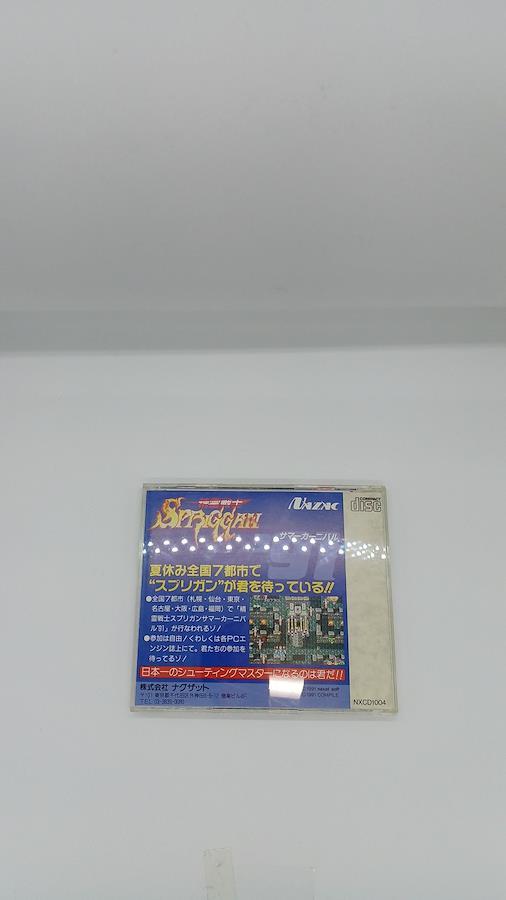 精霊戦士
SPRIGGAN
NAXAT
COMPACT
disc
サマーカーニバル
'91
夏休み全国7都市で
“スプリガン”が君を待っている!!
●全国7都市(札幌・仙台・東京・
名古屋・大阪・広島・福岡)で「精
霊戦士スプリガンサマーカーニバ
ル'91」が行なわれるゾ!
●参加は自由!くわしくは各PCエ
ンジン誌上にて。君たちの参加を
待ってるゾ!
日本一のシューティングマスターになるのは君だ!!
株式会社 ナグザット
©1991 naxat soft
©1991 COMPILE
NXCD1004